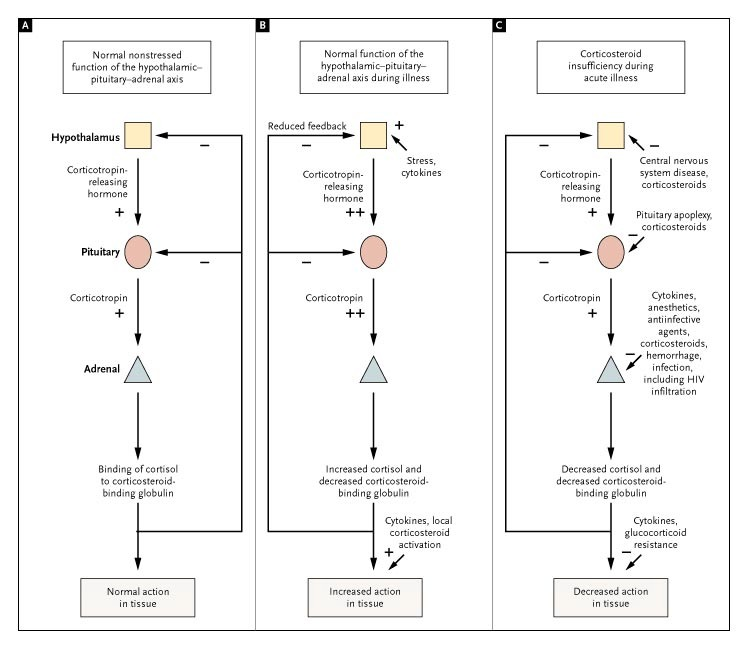 A
Normal nonstressed
function of the hypothalamic–
pituitary–adrenal axis
Hypothalamus
–
Corticotropin-
releasing
hormone
+
Pituitary
–
Corticotropin
+
Adrenal
Binding of cortisol
to corticosteroid-
binding globulin
Normal action
in tissue
B
Normal function of the
hypothalamic–pituitary–
adrenal axis during illness
Reduced feedback
–
+
Stress,
cytokines
Corticotropin-
releasing
hormone
++
–
Corticotropin
++
Increased cortisol and
decreased corticosteroid-
binding globulin
Cytokines, local
corticosteroid
activation
+
Increased action
in tissue
C
Corticosteroid
insufficiency during
acute illness
–
–
Central nervous
system disease,
corticosteroids
Corticotropin-
releasing
hormone
+
Pituitary apoplexy,
corticosteroids
–
–
Corticotropin
+
Cytokines,
anesthetics,
antiinfective
agents,
corticosteroids,
hemorrhage,
infection,
including HIV
infiltration
–
Decreased cortisol and
decreased corticosteroid-
binding globulin
Cytokines,
glucocorticoid
resistance
–
Decreased action
in tissue